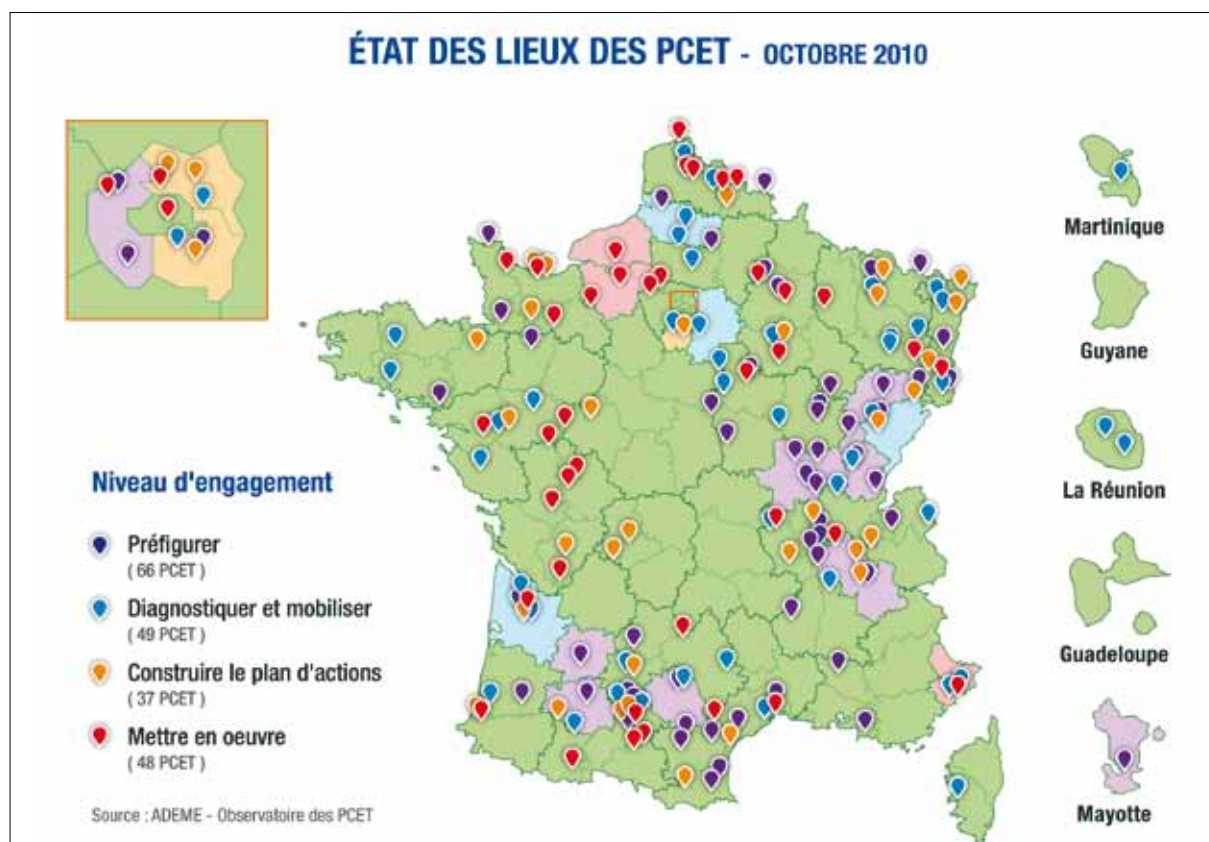 ÉTAT DES LIEUX DES PCET - OCTOBRE 2010
Martinique
Guyane
La Réunion
Guadeloupe
Mayotte
Niveau d'engagement
Préfigurer
( 66 PCET )
Diagnostiquer et mobiliser
( 49 PCET )
Construire le plan d'actions
( 37 PCET )
Mettre en oeuvre
( 48 PCET )
Source : ADEME - Observatoire des PCET